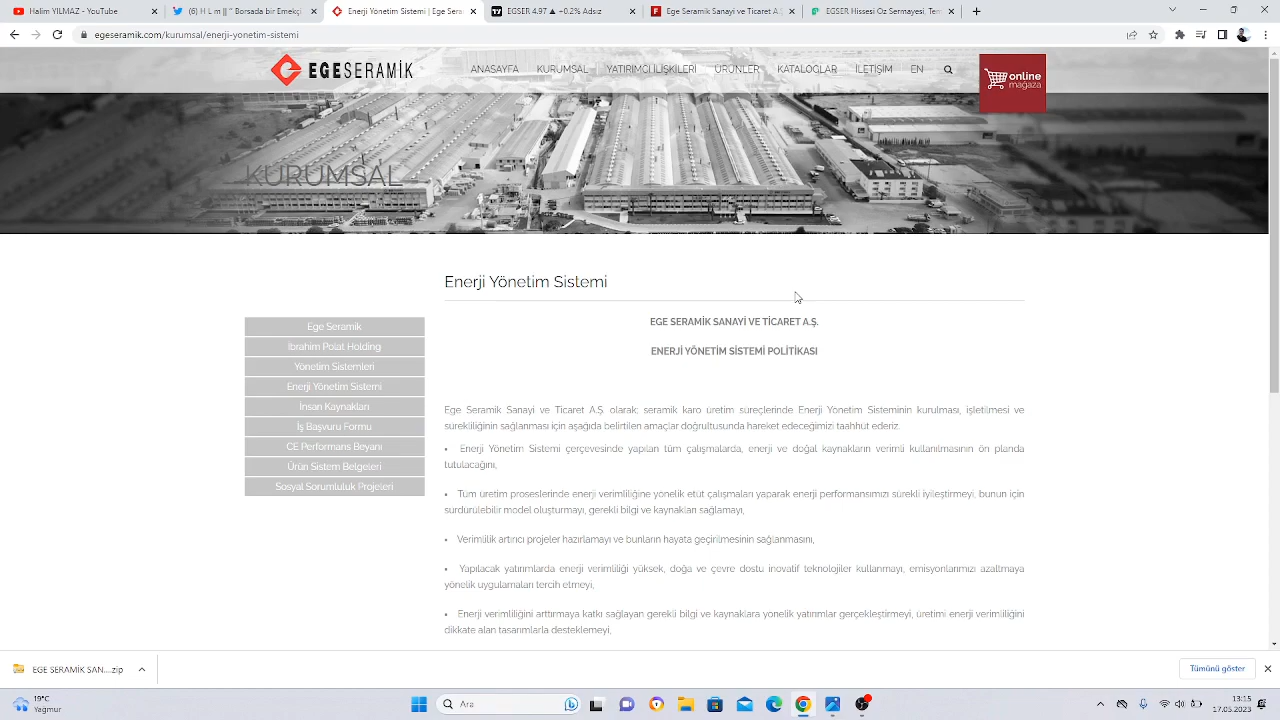 Halim YILMAZ - YouTube
(6) H L m || " Borsada Bireyse
Enerji Yönetim Sistemi | Ege Sera
EGER 4.97 ▲ +0.2% Adsız
Ege Seramik Sanayi ve Ticaret A.Ş
EGSER Hissesi Öz Sermayesi, Tem
egeseramik.com/kurumsal/enerji-yonetim-sistemi
EGESERAMİK
ANASAYFA KURUMSAL YATIRIMCI İLİŞKİLERİ ÜRÜNLER KATALOGLAR İLETİŞİM EN
online
mağaza
KURUMSAL
Enerji Yönetim Sistemi
EGE SERAMİK SANAYİ VE TİCARET A.Ş.
ENERJİ YÖNETİM SİSTEMİ POLİTİKASI
Ege Seramik
İbrahim Polat Holding
Yönetim Sistemleri
Enerji Yönetim Sistemi
İnsan Kaynakları
İş Başvuru Formu
CE Performans Beyanı
Ürün Sistem Belgeleri
Sosyal Sorumluluk Projeleri
Ege Seramik Sanayi ve Ticaret A.Ş. olarak; seramik karo üretim süreçlerinde Enerji Yönetim Sisteminin kurulması, işletilmesi ve
sürekliliğinin sağlanması için aşağıda belirtilen amaçlar doğrultusunda hareket edeceğimizi taahhüt ederiz.
• Enerji Yönetim Sistemi çerçevesinde yapılan tüm çalışmalarda, enerji ve doğal kaynakların verimli kullanılmasının ön planda
tutulacağını,
• Tüm üretim proseslerinde enerji verimliliğine yönelik etüt çalışmaları yaparak enerji performansımızı sürekli iyileştirmeyi, bunun için
sürdürülebilir model oluşturmayı, gerekli bilgi ve kaynakları sağlamayı,
• Verimlilik artırıcı projeler hazırlamayı ve bunların hayata geçirilmesinin sağlanmasını,
• Yapılacak yatırımlarda enerji verimliliği yüksek, doğa ve çevre dostu inovatif teknolojiler kullanmayı, emisyonlarımızı azaltmaya
yönelik uygulamaları tercih etmeyi,
• Enerji verimliliğini arttırmaya katkı sağlayan gerekli bilgi ve kaynaklara yönelik yatırımlar gerçekleştirmeyi, üretimi enerji verimliliğini
dikkate alan tasarımlarla desteklemeyi,
EGE SERAMİK SAN....zip
Tümünü göster
19°C
Yağmur
Ara
13:15
17.03.2023